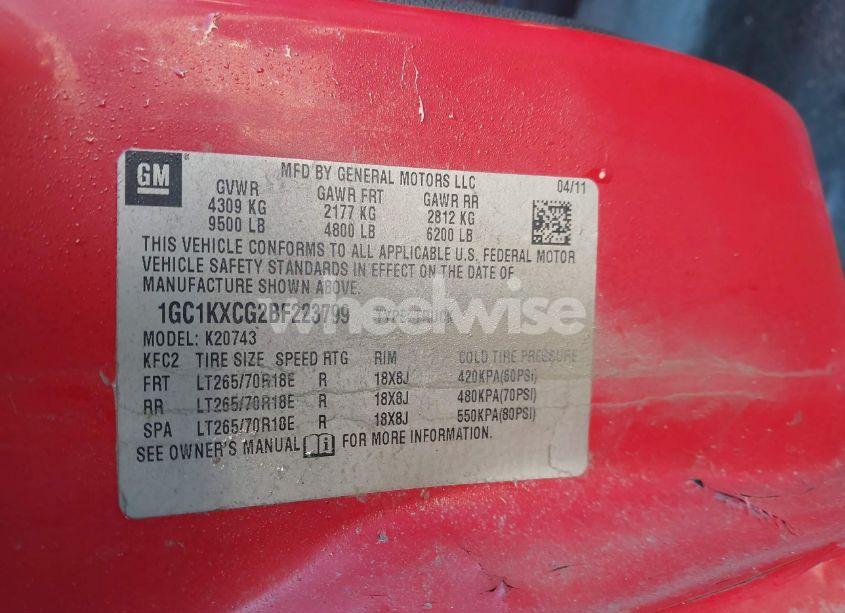 GM
MFD BY GENERAL MOTORS LLC 04/11
GVWR GAWR FRT GAWR RR
4309 KG 2177 KG 2812 KG
9500 LB 4800 LB 6200 LB
THIS VEHICLE CONFORMS TO ALL APPLICABLE U.S. FEDERAL MOTOR
VEHICLE SAFETY STANDARDS IN EFFECT ON THE DATE OF
MANUFACTURE SHOWN ABOVE.
wheelwise
1GC1KXCG2BF223799 TYPE: TRUCK
MODEL: K20743
KFC2 TIRE SIZE SPEED RTG RIM COLD TIRE PRESSURE
FRT LT265/70R18E R 18X8J 420KPA(60PSI)
RR LT265/70R18E R 18X8J 480KPA(70PSI)
SPA LT265/70R18E R 18X8J 550KPA(80PSI)
SEE OWNER'S MANUAL FOR MORE INFORMATION.